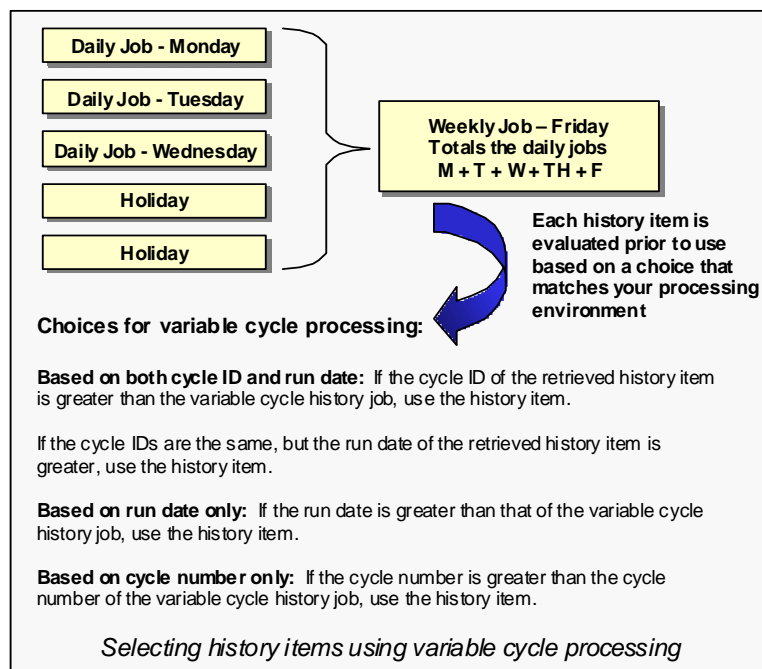 Daily Job - Monday
Daily Job - Tuesday
Daily Job - Wednesday
Holiday
Holiday
Weekly Job – Friday
Totals the daily jobs
M + T + W + TH + F
Each history item is
evaluated prior to use
based on a choice that
matches your processing
environment
Choices for variable cycle processing:
Based on both cycle ID and run date: If the cycle ID of the retrieved history item
is greater than the variable cycle history job, use the history item.
If the cycle IDs are the same, but the run date of the retrieved history item is
greater, use the history item.
Based on run date only: If the run date is greater than that of the variable cycle
history job, use the history item.
Based on cycle number only: If the cycle number is greater than the cycle
number of the variable cycle history job, use the history item.
Selecting history items using variable cycle processing